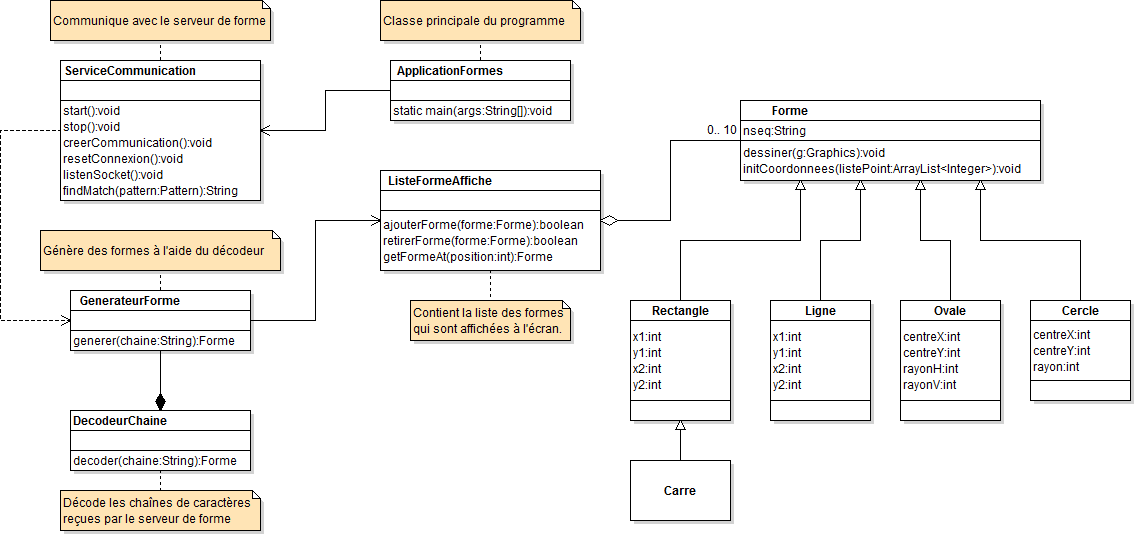 Communique avec le serveur de forme
Classe principale du programme
ServiceCommunication
start():void
stop():void
creerCommunication():void
resetConnexion():void
listenSocket():void
findMatch(pattern:Pattern):String
ApplicationFormes
static main(args:String[]):void
Forme
nseq:String
dessiner(g:Graphics):void
initCoordonnees(listePoint:ArrayList<Integer>):void
0.. 10
ListeFormeAffiche
ajouterForme(forme:Forme):boolean
retirerForme(forme:Forme):boolean
getFormeAt(position:int):Forme
Génère des formes à l'aide du décodeur
GenerateurForme
generer(chaine:String):Forme
Contient la liste des formes
qui sont affichées à l'écran.
Rectangle
x1:int
y1:int
x2:int
y2:int
Ligne
x1:int
y1:int
x2:int
y2:int
Ovale
centreX:int
centreY:int
rayonH:int
rayonV:int
Cercle
centreX:int
centreY:int
rayon:int
DecodeurChaine
decoder(chaine:String):Forme
Carre
Décode les chaînes de caractères
reçues par le serveur de forme